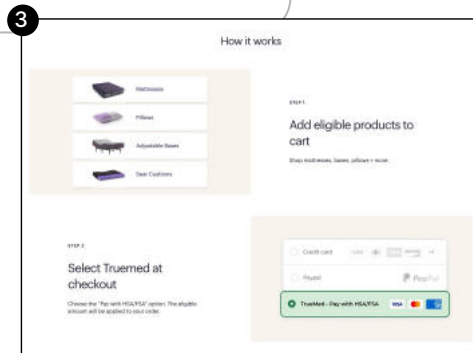 3
How it works
Mattresses
Pillows
Adjustable Bases
Seat Cushions
STEP 1
Add eligible products to
cart
Shop mattresses, bases, pillows + more.
STEP 2
Select Truemed at
checkout
Choose the "Pay with HSA/FSA" option. The eligible
amount will be applied to your order.
Credit card
Paypal
PayPal
TrueMed - Pay with HSA/FSA
VISA